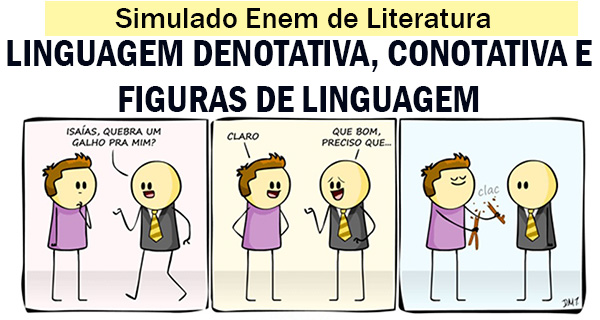 Simulado Enem de Literatura
LINGUAGEM DENOTATIVA, CONOTATIVA E
FIGURAS DE LINGUAGEM
ISAÍAS, QUEBRA UM
GALHO PRA MIM?
CLARO
QUE BOM,
PRECISO QUE...
clac
DMT